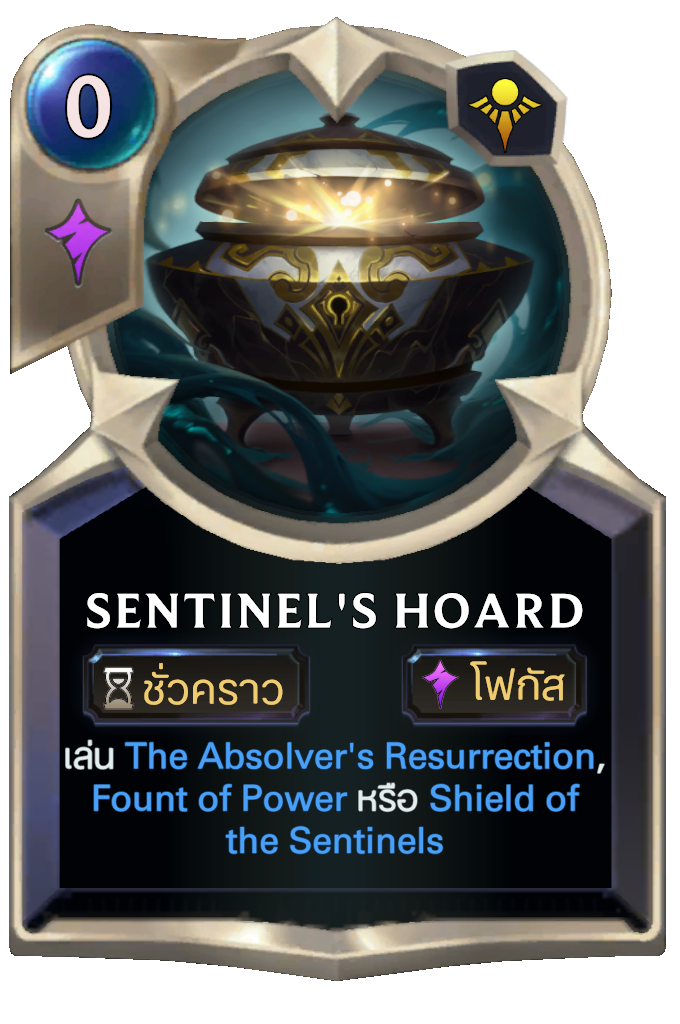 0
SENTINEL'S HOARD
ชั่วคราว
โฟกัส
เล่น The Absolver's Resurrection,
Fount of Power หรือ Shield of
the Sentinels